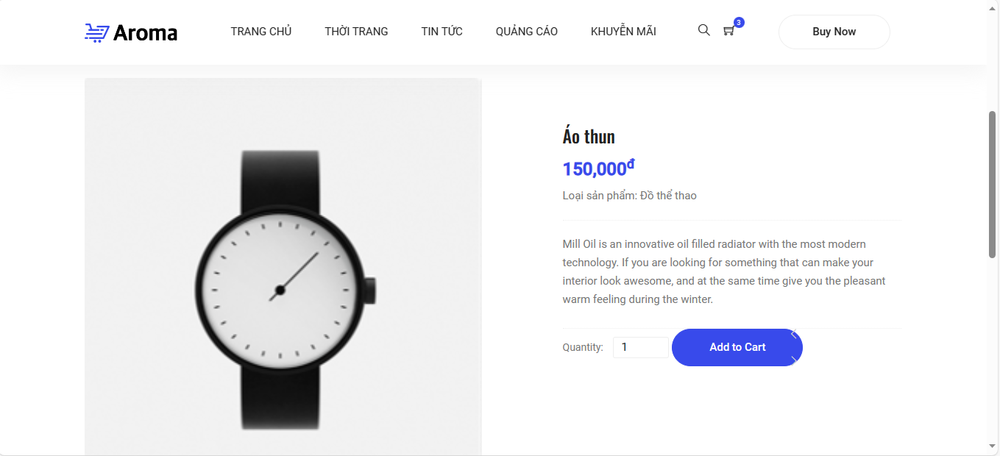 Aroma
TRANG CHỦ
THỜI TRANG
TIN TỨC
QUẢNG CÁO
KHUYỄN MÃI
3
Buy Now
Áo thun
150,000đ
Loại sản phẩm: Đồ thể thao
Mill Oil is an innovative oil filled radiator with the most modern
technology. If you are looking for something that can make your
interior look awesome, and at the same time give you the pleasant
warm feeling during the winter.
Quantity: 1
Add to Cart